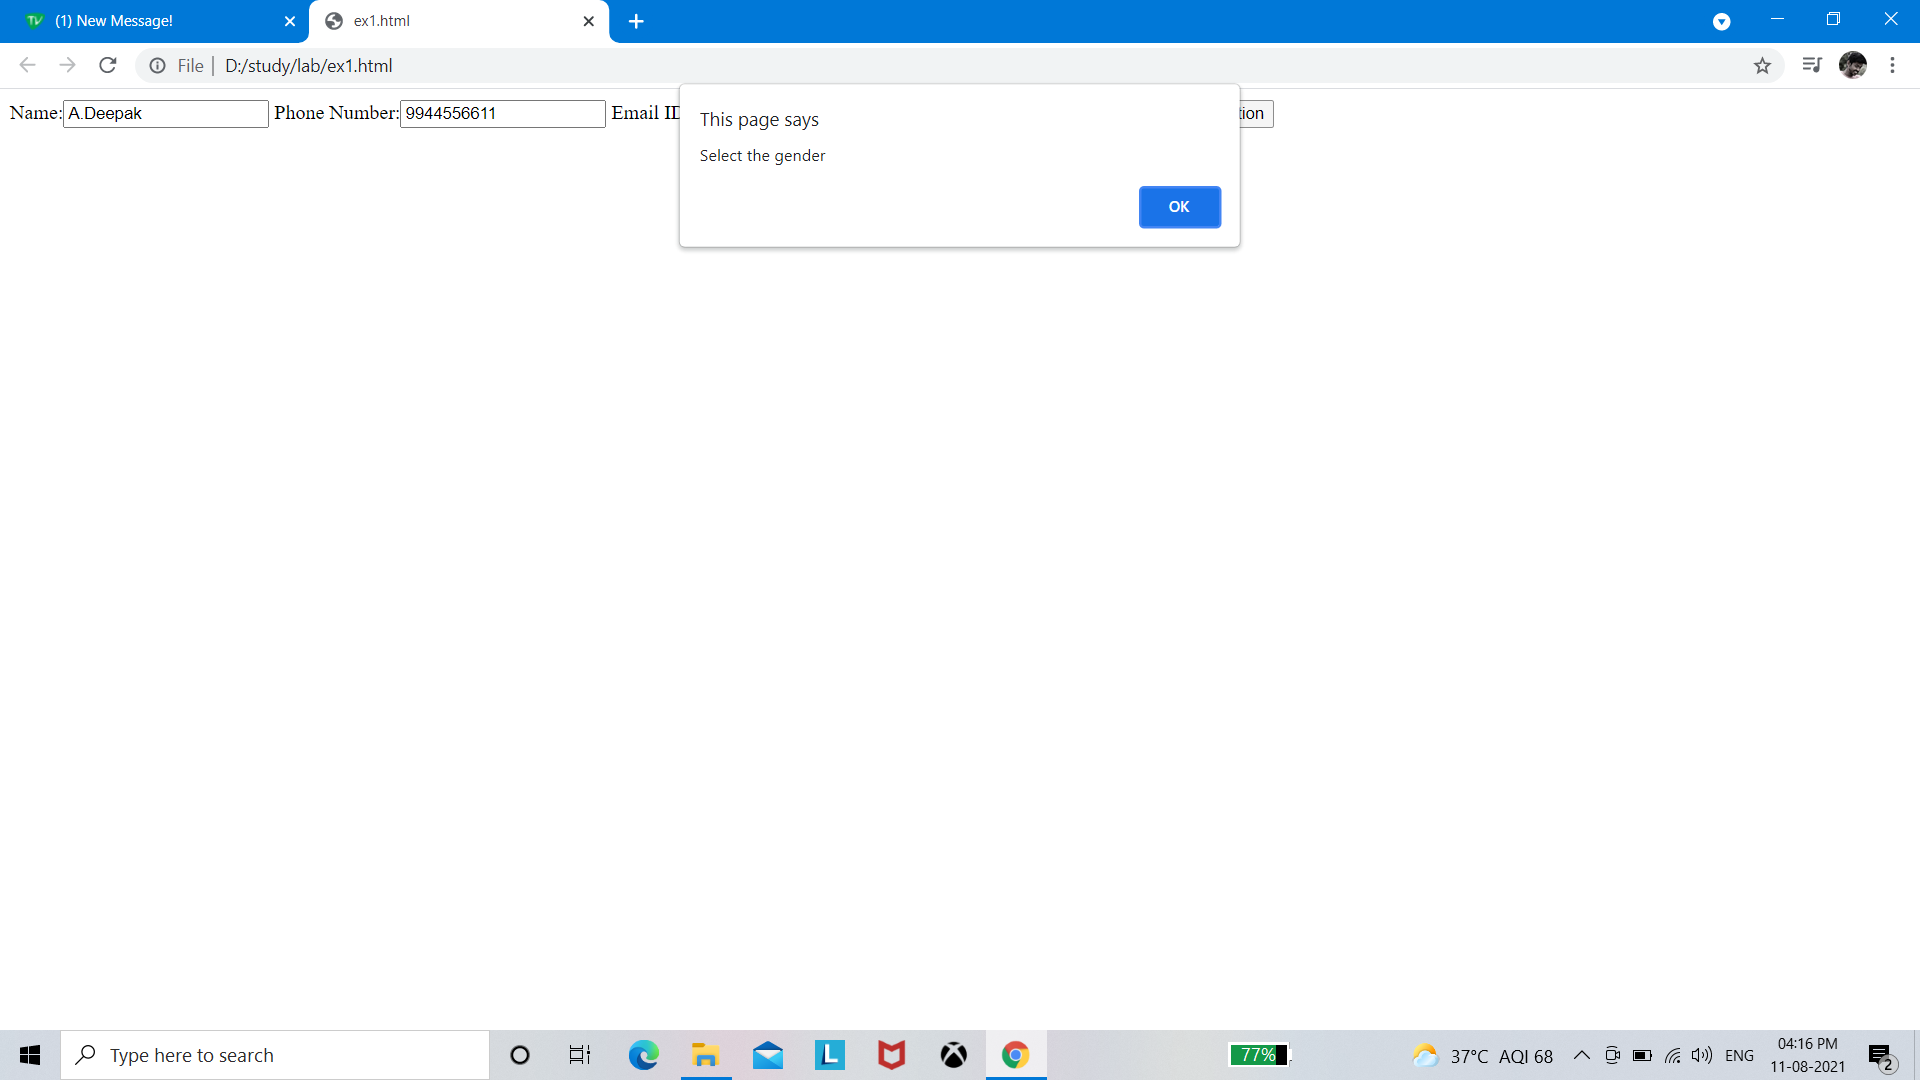 (1) New Message!
ex1.html
File | D:/study/lab/ex1.html
Name: A.Deepak Phone Number: 9944556611 Email ID
tion
This page says
Select the gender
OK
Type here to search
77%
37°C AQI 68
ENG
04:16 PM
11-08-2021
2